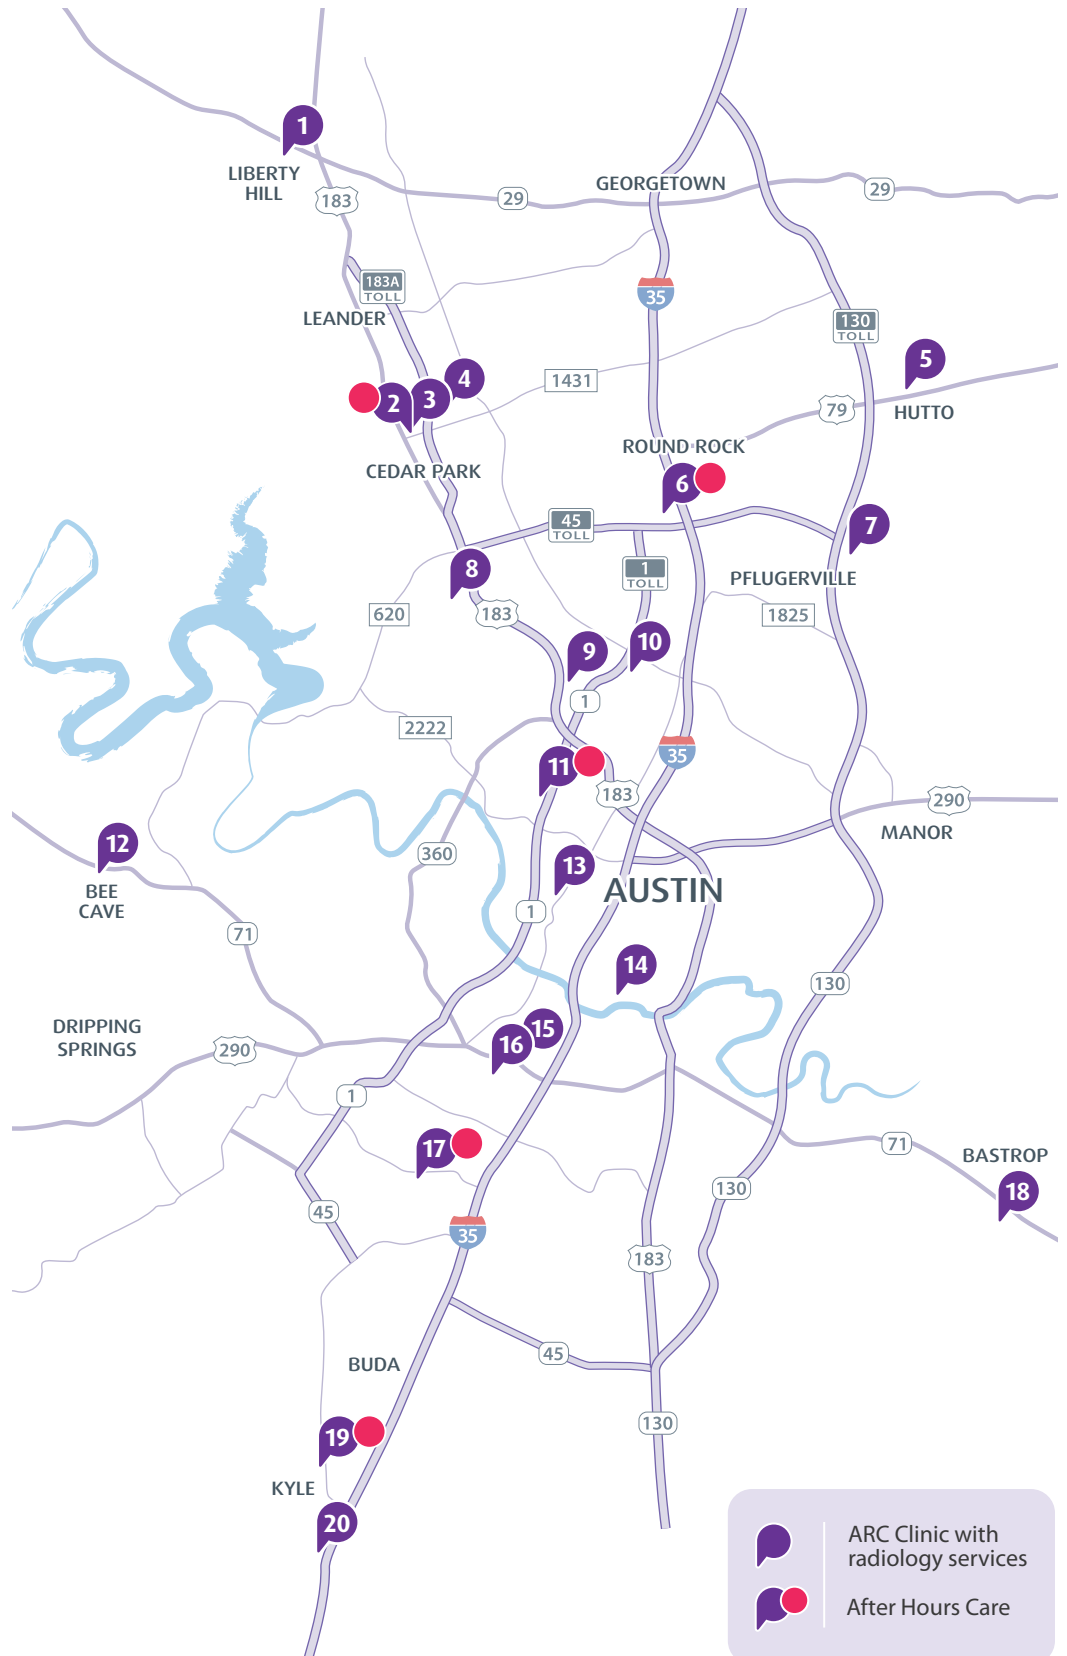 1
LIBERTY
HILL
183
29
GEORGETOWN
29
183A
TOLL
LEANDER
35
130
TOLL
5
4
1431
2
3
79
HUTTO
ROUND ROCK
CEDAR PARK
6
45
TOLL
7
8
1
TOLL
PFLUGERVILLE
620
183
1825
9
10
1
2222
11
35
183
290
MANOR
12
360
13
BEE
CAVE
AUSTIN
1
71
14
130
DRIPPING
SPRINGS
290
16
15
1
17
71
BASTROP
18
130
45
35
183
45
BUDA
130
19
KYLE
20
ARC Clinic with
radiology services
After Hours Care